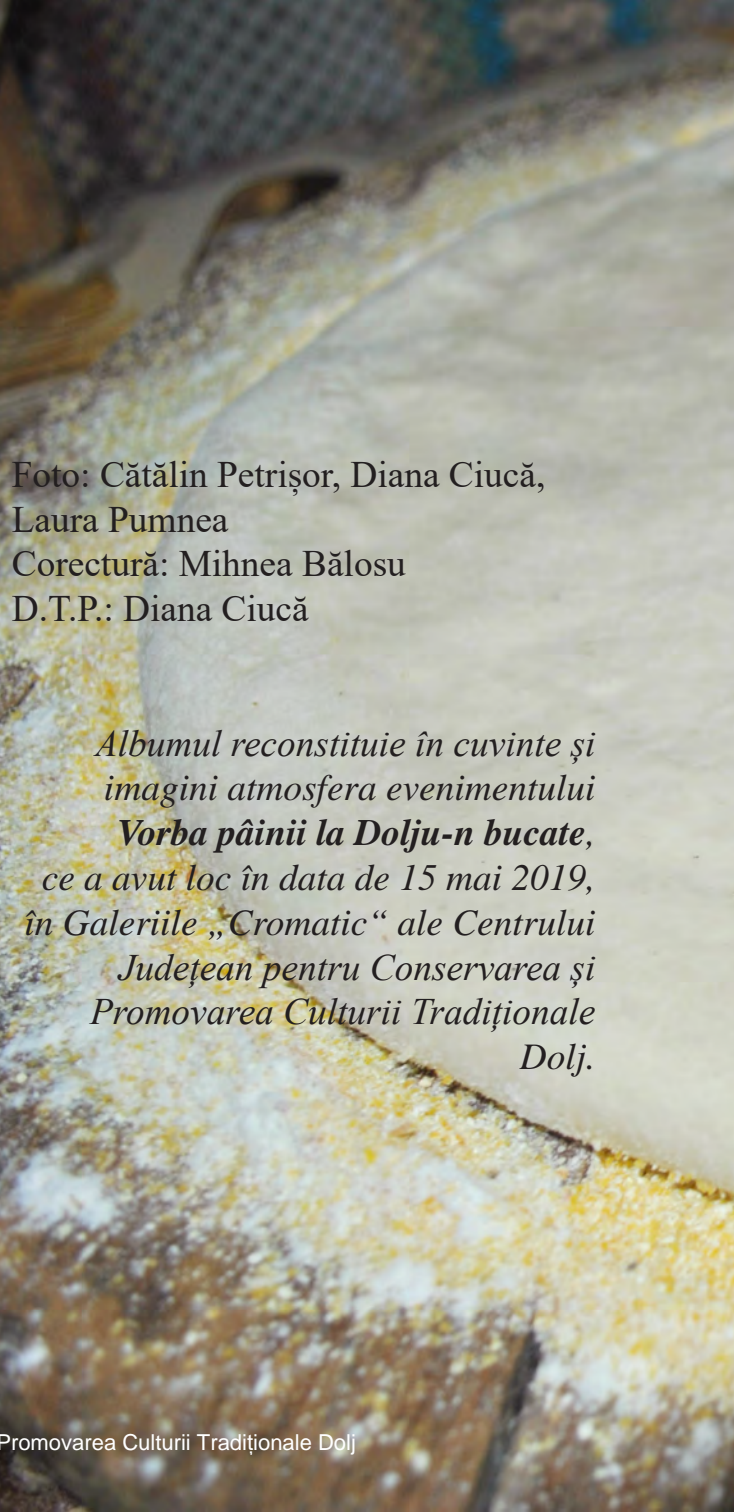 Foto: Cătălin Petrișor, Diana Ciucă,
Laura Pumnea
Corectură: Mihnea Bălosu
D.T.P.: Diana Ciucă
Albumul reconstituie în cuvinte și
imagini atmosfera evenimentului
Vorba pâinii la Dolju-n bucate,
ce a avut loc în data de 15 mai 2019,
în Galeriile „Cromatic“ ale Centrului
Județean pentru Conservarea și
Promovarea Culturii Tradiționale
Dolj.
Promovarea Culturii Tradiționale Dolj